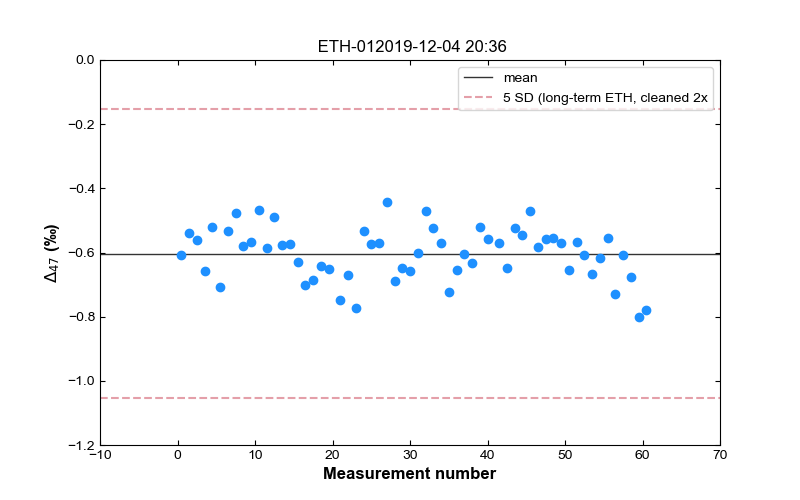 ETH-012019-12-04 20:36
mean
5 SD (long-term ETH, cleaned 2x
0.0
−0.2
−0.4
−0.6
−0.8
−1.0
−1.2
Δ47 (‰)
−10 0 10 20 30 40 50 60 70
Measurement number